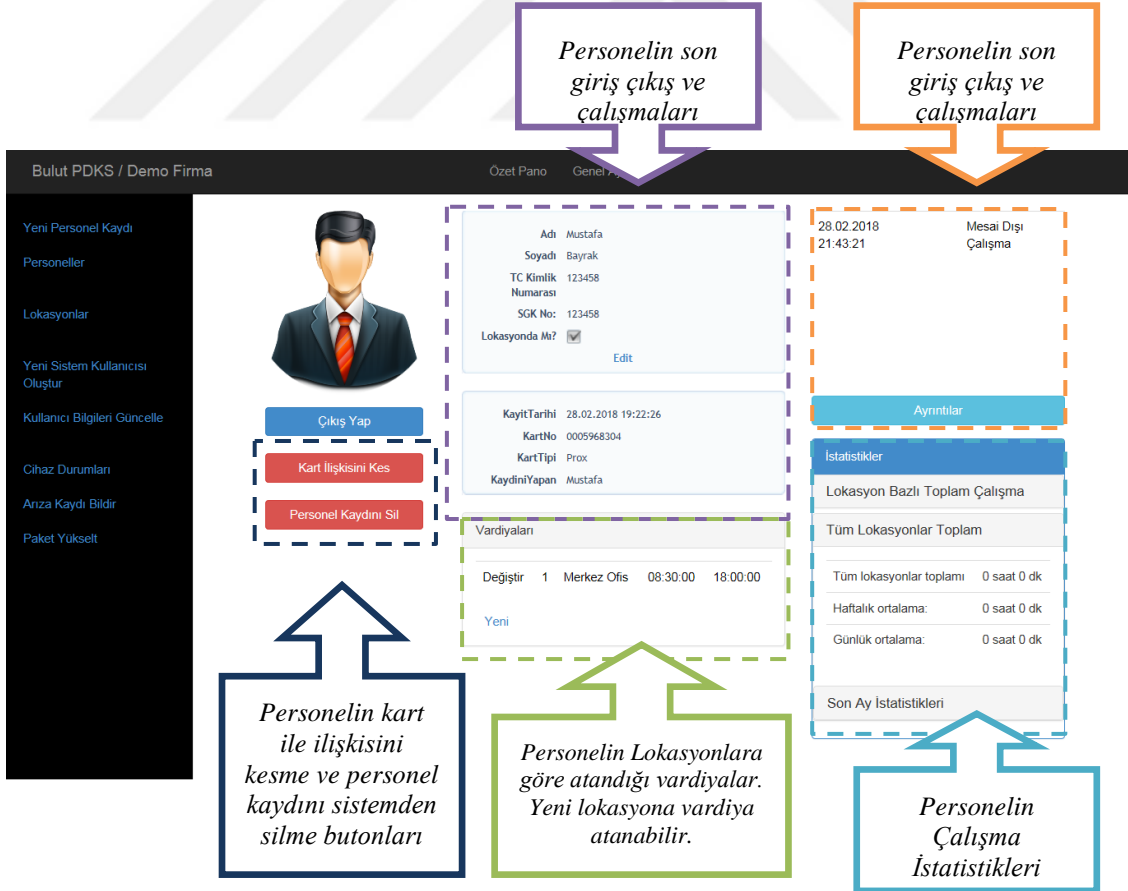 Personelin son
giriş çıkış ve
çalışmaları
Personelin son
giriş çıkış ve
çalışmaları
Bulut PDKS / Demo Firma
Özet Pano
Genel
Yeni Personel Kaydı
Personeller
Lokasyonlar
Yeni Sistem Kullanıcısı
Oluştur
Kullanıcı Bilgileri Güncelle
Cihaz Durumları
Arıza Kaydı Bildir
Paket Yükselt
Çıkış Yap
Kart İlişkisini Kes
Personel Kaydını Sil
Adı Mustafa
Soyadı Bayrak
TC Kimlik 123458
Numarası
SGK No: 123458
Lokasyonda Mı?
Edit
KayitTarihi 28.02.2018 19:22:26
KartNo 0005968304
KartTipi Prox
KaydiniYapan Mustafa
Vardiyaları
Değiştir 1 Merkez Ofis 08:30:00 18:00:00
Yeni
28.02.2018 Mesai Dışı
21:43:21 Çalışma
Ayrıntılar
İstatistikler
Lokasyon Bazlı Toplam Çalışma
Tüm Lokasyonlar Toplam
Tüm lokasyonlar toplamı 0 saat 0 dk
Haftalık ortalama: 0 saat 0 dk
Günlük ortalama: 0 saat 0 dk
Son Ay İstatistikleri
Personelin kart
ile ilişkisini
kesme ve personel
kaydını sistemden
silme butonları
Personelin Lokasyonlara
göre atandığı vardiyalar.
Yeni lokasyona vardiya
atanabilir.
Personelin
Çalışma
İstatistikleri